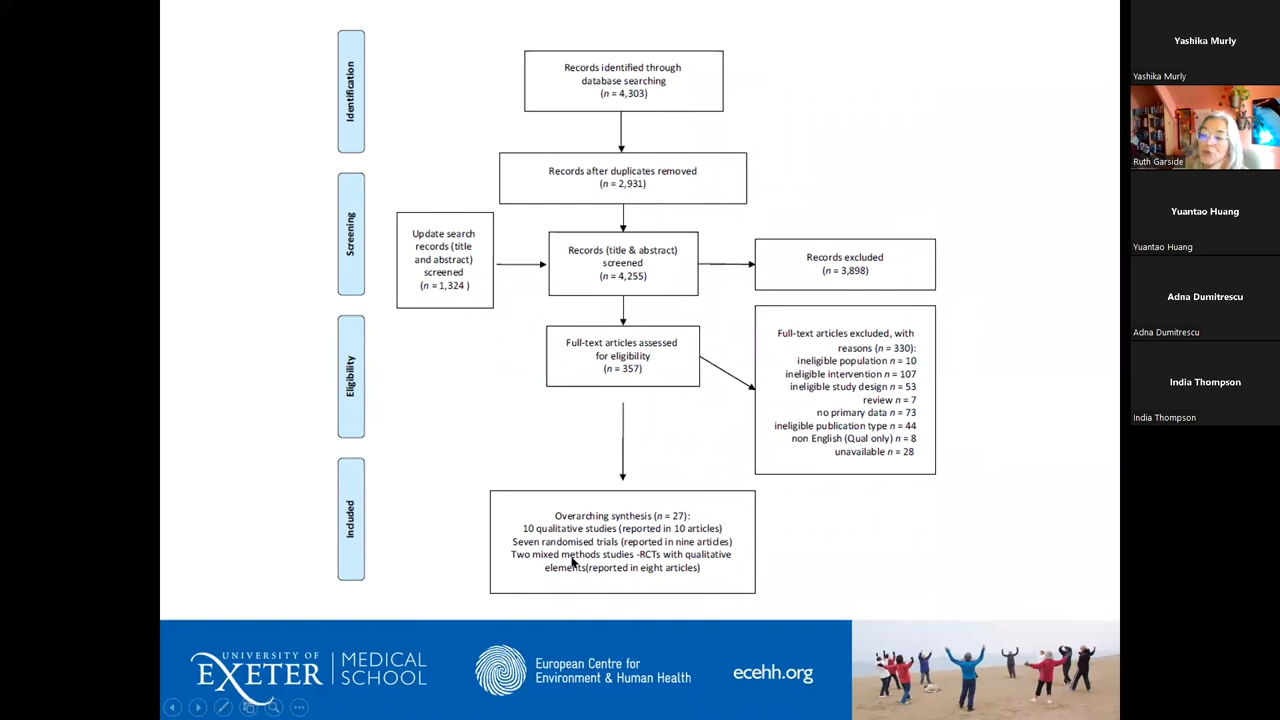 Identification
Records identified through
database searching
(n = 4,303)
Records after duplicates removed
(n = 2,931)
Screening
Update search
records (title
and abstract)
screened
(n = 1,324 )
Records (title & abstract)
screened
(n = 4,255)
Records excluded
(n = 3,898)
Eligibility
Full-text articles assessed
for eligibility
(n = 357)
Full-text articles excluded, with
reasons (n = 330):
ineligible population n = 10
ineligible intervention n = 107
ineligible study design n = 53
review n = 7
no primary data n = 73
ineligible publication type n = 44
non English (Qual only) n = 8
unavailable n = 28
Included
Overarching synthesis (n = 27):
10 qualitative studies (reported in 10 articles)
Seven randomised trials (reported in nine articles)
Two mixed methods studies -RCTs with qualitative
elements(reported in eight articles)
UNIVERSITY OF
EXETER
MEDICAL
SCHOOL
European Centre for
Environment & Human Health
ecehh.org
Yashika Murly
Yashika Murly
Ruth Garside
Yuantao Huang
Yuantao Huang
Adna Dumitrescu
Adna Dumitrescu
India Thompson
India Thompson